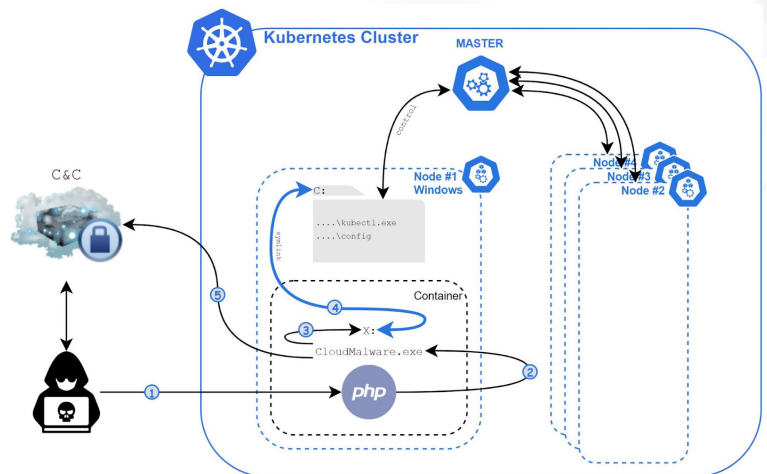 Kubernetes Cluster
MASTER
control
C&C
C:
Node #1
Windows
Node #4
Node #3
Node #2
....\kubectl.exe
....\config
symlink
Container
4
5
3
X:
CloudMalware.exe
2
1
php